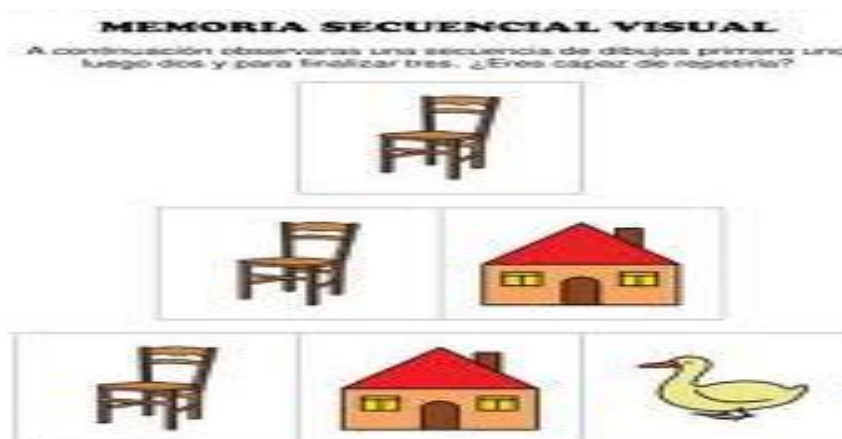 MEMORIA SECUENCIAL VISUAL
A continuación observaras una secuencia de dibujos primero uno
luego dos y para finalizar tres. ¿Eres capaz de repetirla?